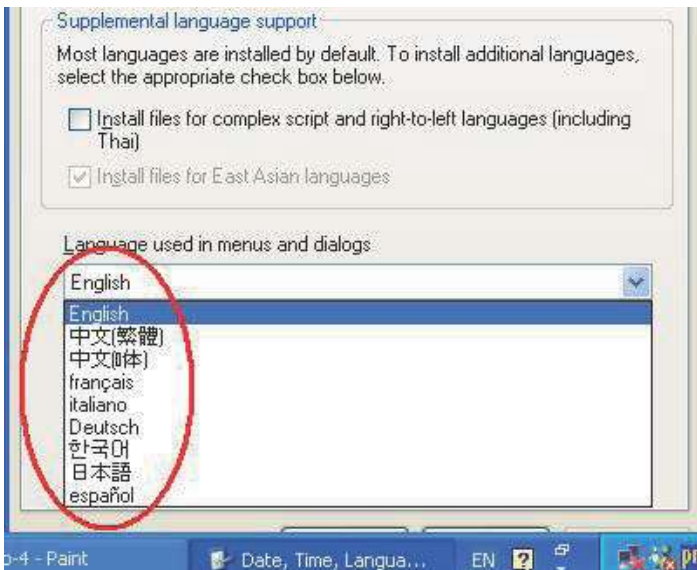 Supplemental language support
Most languages are installed by default. To install additional languages,
select the appropriate check box below.
Install files for complex script and right-to-left languages (including
Thai)
Install files for East Asian languages
Language used in menus and dialogs
English
English
中文(繁體)
中文(体)
français
italiano
Deutsch
한국어
日本語
español
-4 - Paint
Date, Time, Langua...
EN